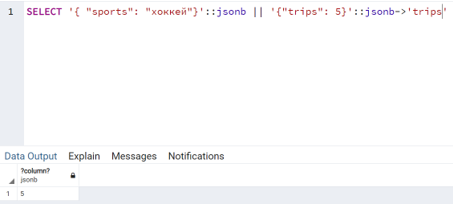 1 SELECT '{ "sports": "хоккей"}'::jsonb || '{"trips": 5}'::jsonb->'trips'
Data Output Explain Messages Notifications
?column?
jsonb
1 5